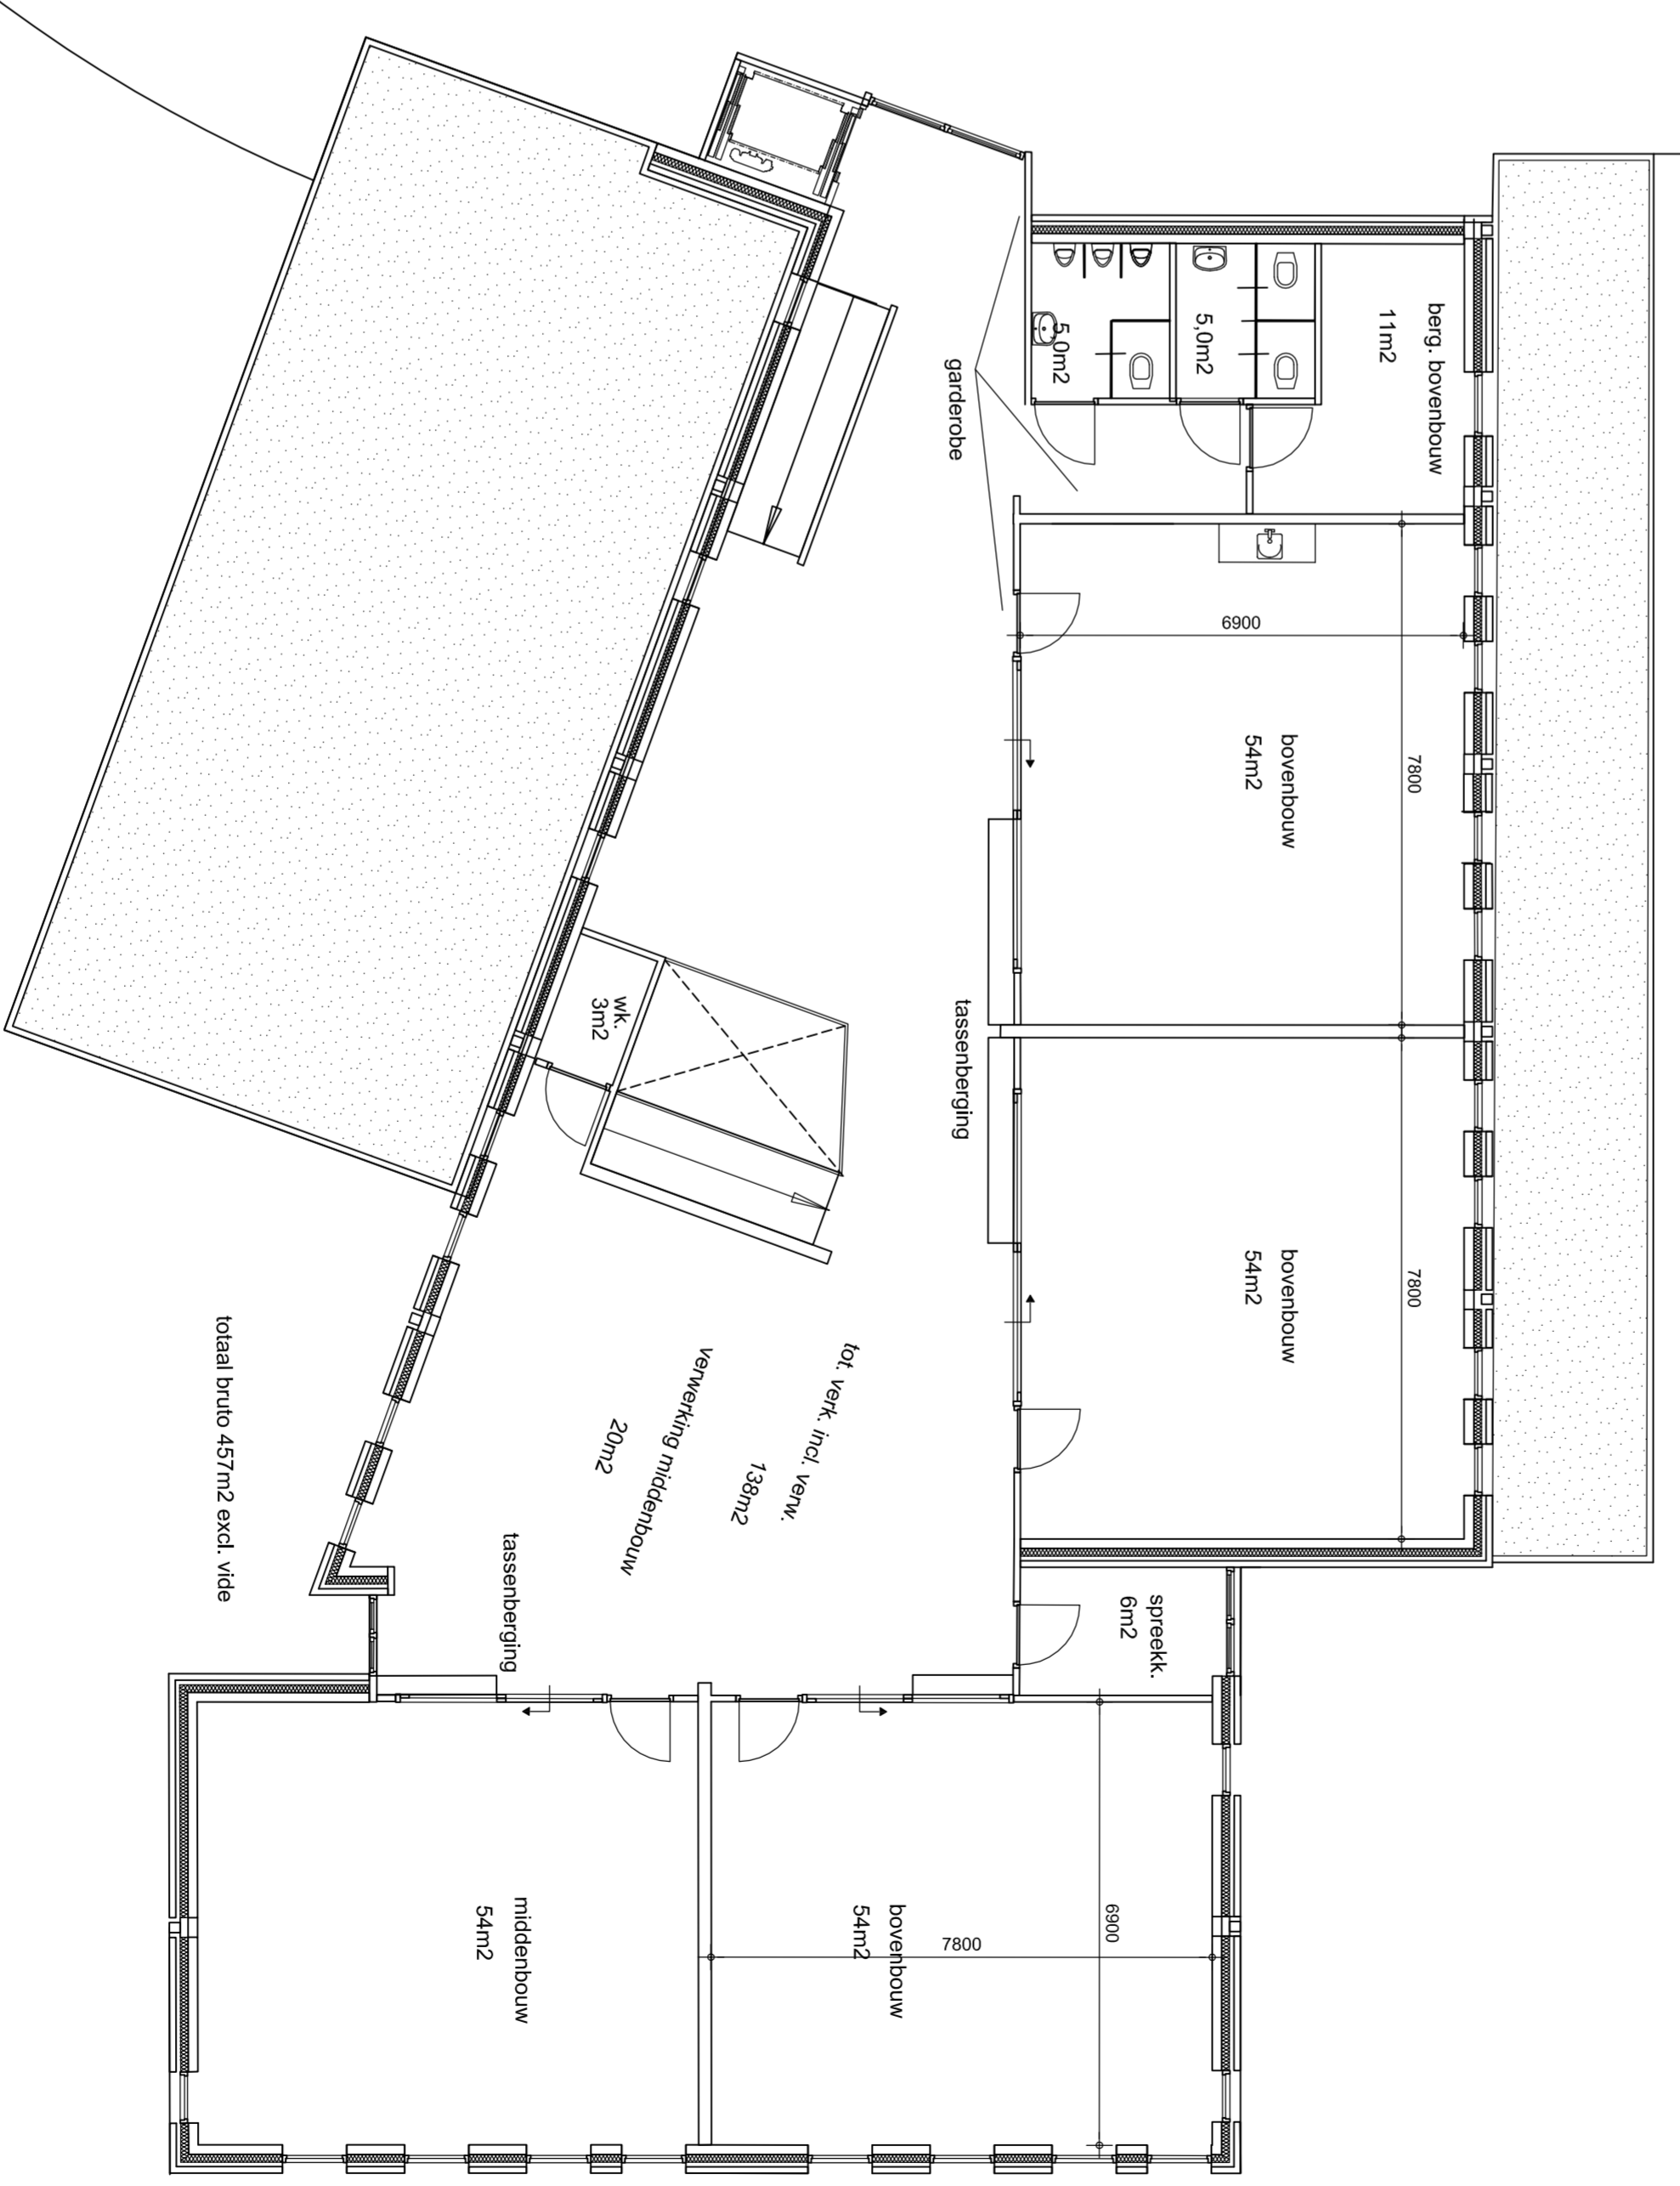 berg. bovenbouw
11m2
5,0m2
5,0m2
garderobe
6900
7800
bovenbouw
54m2
tassenberging
wk.
3m2
7800
bovenbouw
54m2
tot. verk. incl. verw.
138m2
verwerking middenbouw
20m2
totaal bruto 457m2 excl. vide
tassenberging
spreekk.
6m2
6900
7800
bovenbouw
54m2
middenbouw
54m2